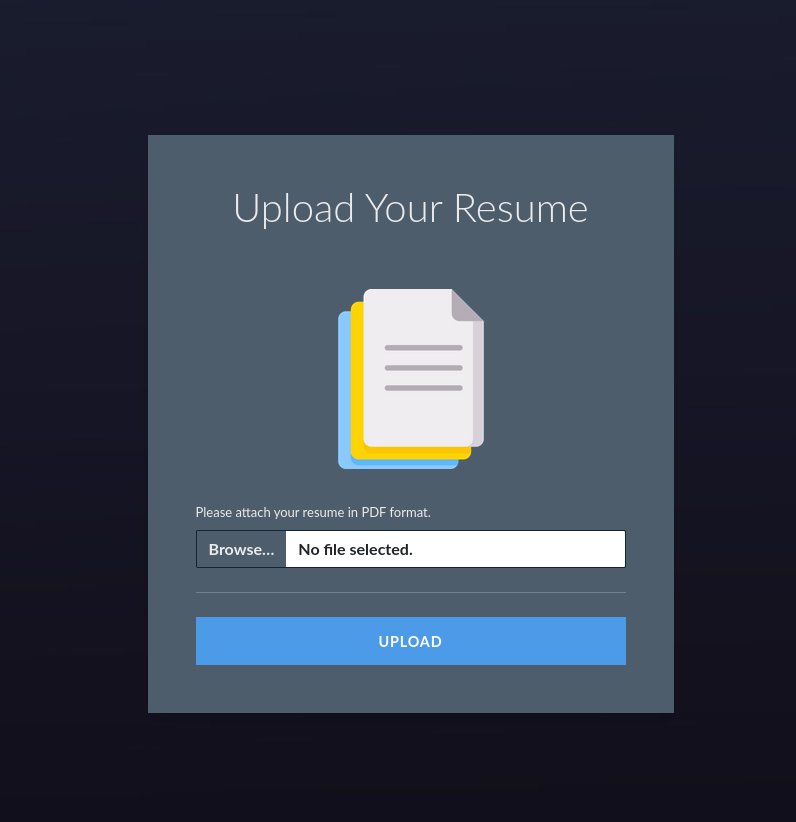 Upload Your Resume
Please attach your resume in PDF format.
Browse... No file selected.
UPLOAD